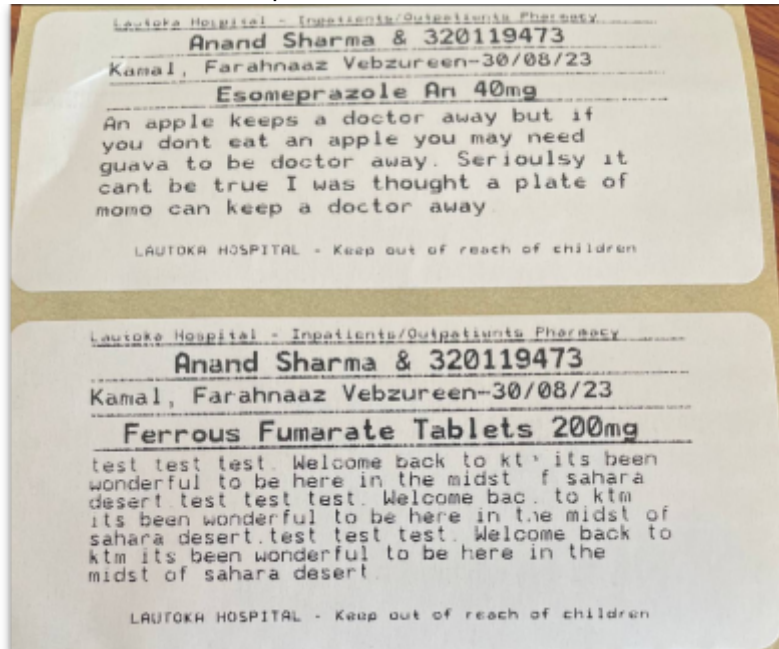 Lautoka Hospital - Inpatients/Outpatiunts Pharmacy
Anand Sharma & 320119473
Kamal, Farahnaaz Vebzureen-30/08/23
Esomeprazole An 40mg
An apple keeps a doctor away but if
you dont eat an apple you may need
guava to be doctor away. Serioulsy it
cant be true I was thought a plate of
momo can keep a doctor away
LAUTOKA HOSPITAL - Keep out of reach of children
Lautoka Hospital - Inpatients/Outpatiunts Pharmacy
Anand Sharma & 320119473
Kamal, Farahnaaz Vebzureen-30/08/23
Ferrous Fumarate Tablets 200mg
test test test. Welcome back to its been
wonderful to be here in the midst sahara
desert.test test test. Welcome to ktm
its been wonderful to be here in the midst of
sahara desert.test test test. Welcome back to
ktm its been wonderful to be here in the
midst of sahara desert
LAUTOKA HOSPITAL - Keep out of reach of children